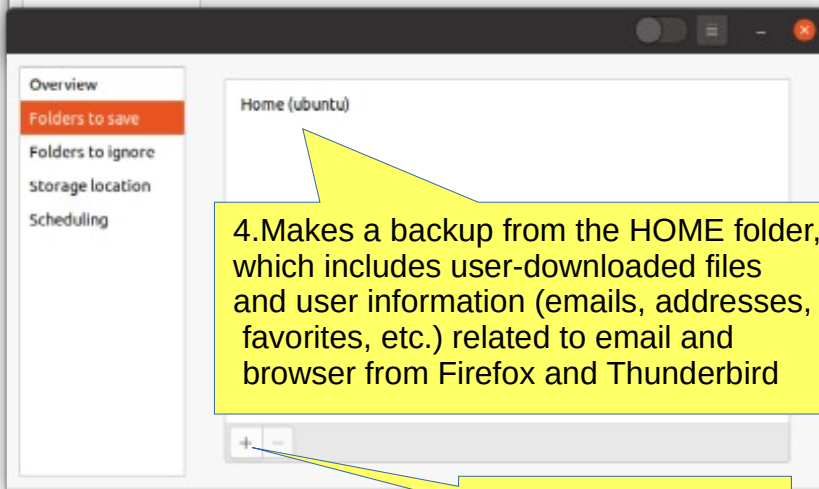 Overview
Folders to save
Folders to ignore
Storage location
Scheduling
Home (ubuntu)
4.Makes a backup from the HOME folder,
which includes user-downloaded files
and user information (emails, addresses,
favorites, etc.) related to email and
browser from Firefox and Thunderbird